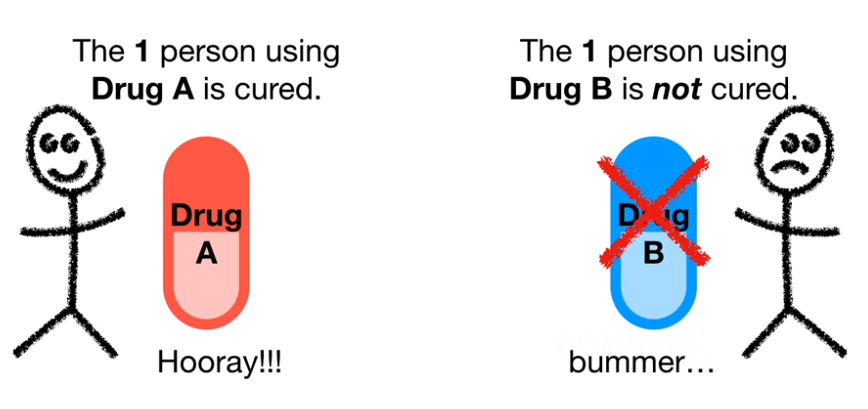 The 1 person using
Drug A is cured.
Drug
A
Hooray!!!
The 1 person using
Drug B is not cured.
Drug
B
bummer...